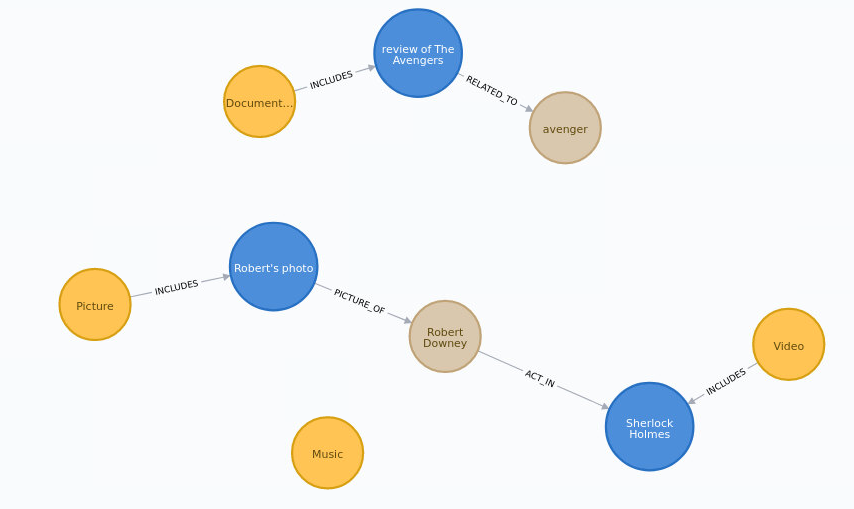 review of The
Avengers
INCLUDES
Document...
RELATED_TO
avenger
Robert's photo
INCLUDES
Picture
PICTURE_OF
Robert
Downey
Video
ACT_IN
INCLUDES
Sherlock
Holmes
Music